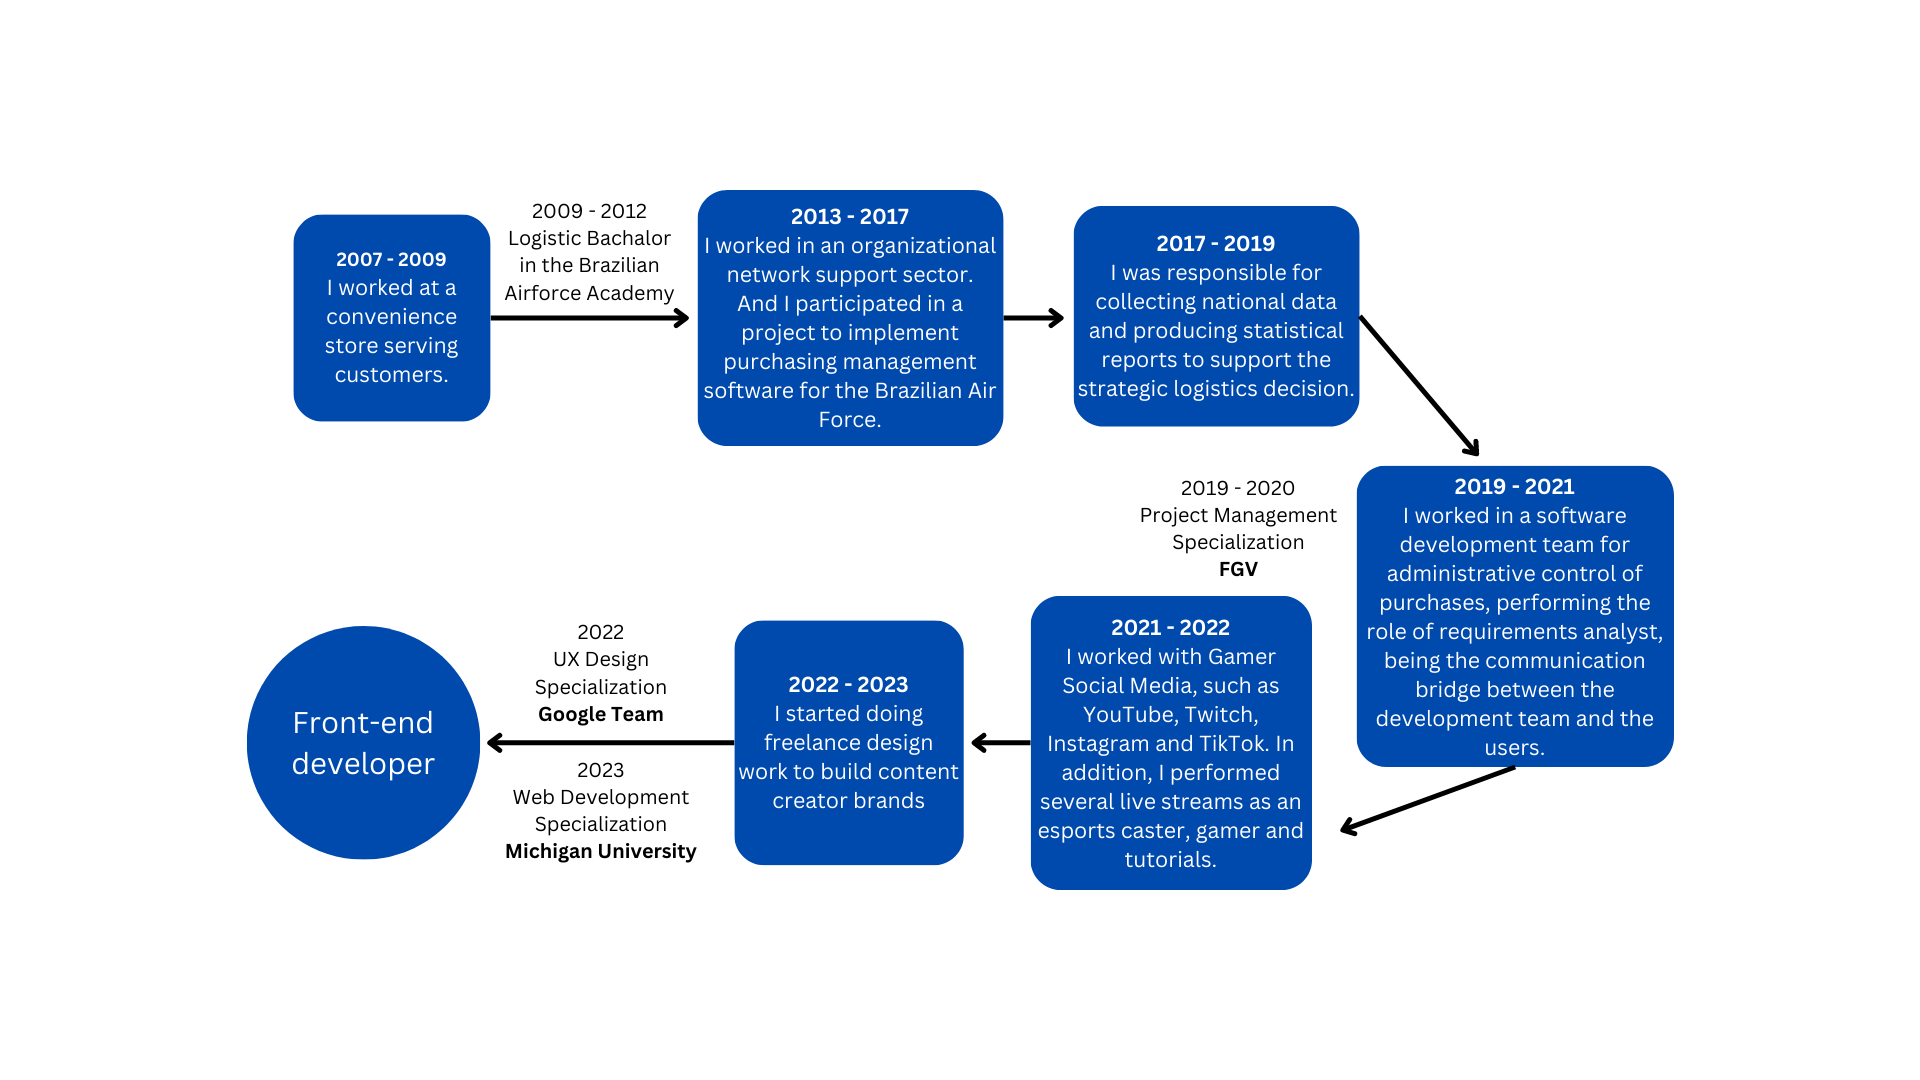 2007 - 2009
I worked at a
convenience
store serving
customers.
2009 - 2012
Logistic Bachalor
in the Brazilian
Airforce Academy
2013 - 2017
I worked in an organizational
network support sector.
And I participated in a
project to implement
purchasing management
software for the Brazilian Air
Force.
2017 - 2019
I was responsible for
collecting national data
and producing statistical
reports to support the
strategic logistics decision.
2019 - 2021
I worked in a software
development team for
administrative control of
purchases, performing the
role of requirements analyst,
being the communication
bridge between the
development team and the
users.
2019 - 2020
Project Management
Specialization
FGV
2021 - 2022
I worked with Gamer
Social Media, such as
YouTube, Twitch,
Instagram and TikTok. In
addition, I performed
several live streams as an
esports caster, gamer and
tutorials.
2022 - 2023
I started doing
freelance design
work to build content
creator brands
2022
UX Design
Specialization
Google Team
2023
Web Development
Specialization
Michigan University
Front-end
developer